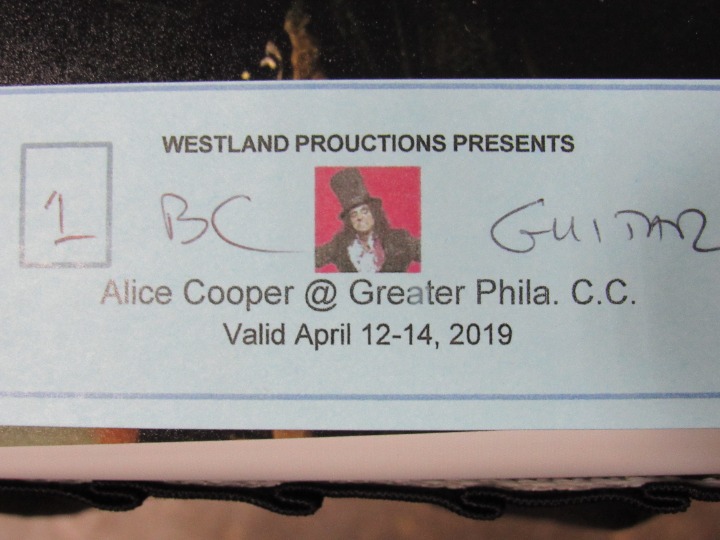 WESTLAND PROUCTIONS PRESENTS
1 BC GUITAR
Alice Cooper @ Greater Phila. C.C.
Valid April 12-14, 2019